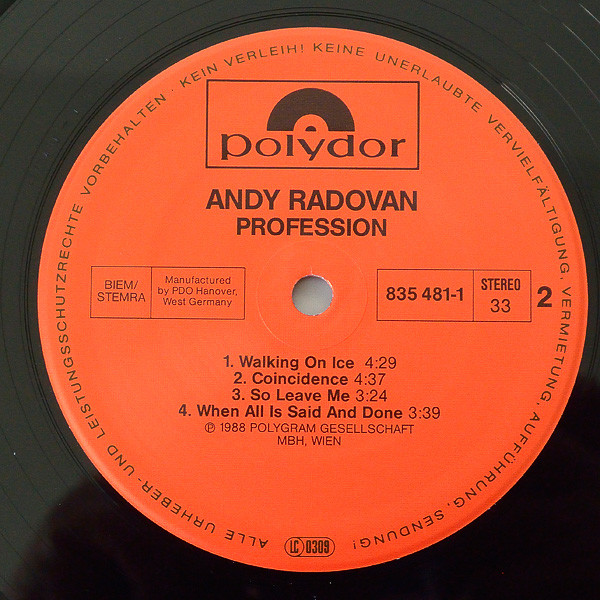 ALLE URHEBER- UND LEISTUNGSSCHUTZRECHTE VORBEHALTEN · KEIN VERLEIH! KEINE UNERLAUBTE VERVIELFÄLTIGUNG, VERMIETUNG, AUFFÜHRUNG, SENDUNG!
polydor
ANDY RADOVAN
PROFESSION
BIEM/
STEMRA
Manufactured
by PDO Hanover,
West Germany
835 481-1
STEREO
33
2
1. Walking On Ice 4:29
2. Coincidence 4:37
3. So Leave Me 3:24
4. When All Is Said And Done 3:39
℗ 1988 POLYGRAM GESELLSCHAFT
MBH, WIEN
LC 0309